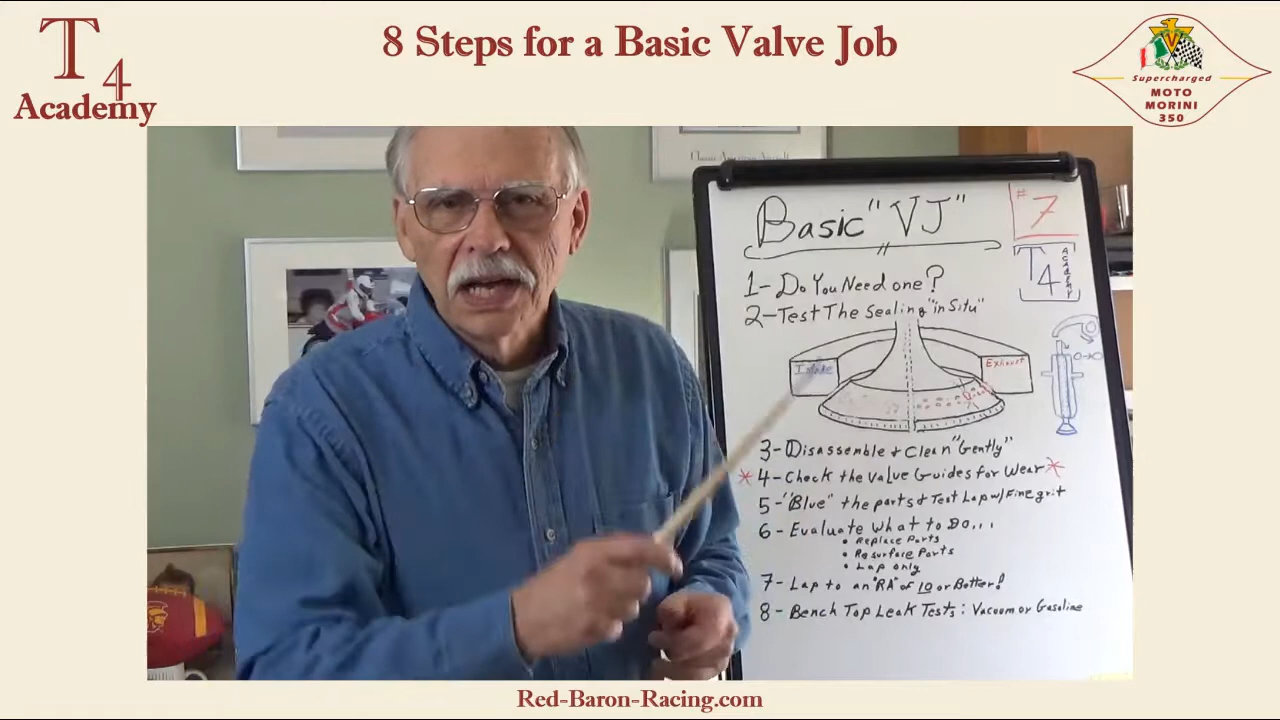 T4
Academy
8 Steps for a Basic Valve Job
Supercharged
MOTO
MORINI
350
Classic American Aircraft
Basic "VJ"
#7
T4
ACADEMY
1-Do You Need one?
2-Test The Sealing "in Situ"
Intake
Exhaust
3-Disassemble & Clean "Gently"
*4-Check the Valve Guides for Wear*
5-"Blue" the parts & Test Lap w/Fine grit
6-Evaluate what to Do...
• Replace Parts
• Resurface Parts
• Lap only
7-Lap to an "RA" of 10 or Better!
8-Bench Top Leak Tests: Vacuum or Gasoline
Red-Baron-Racing.com